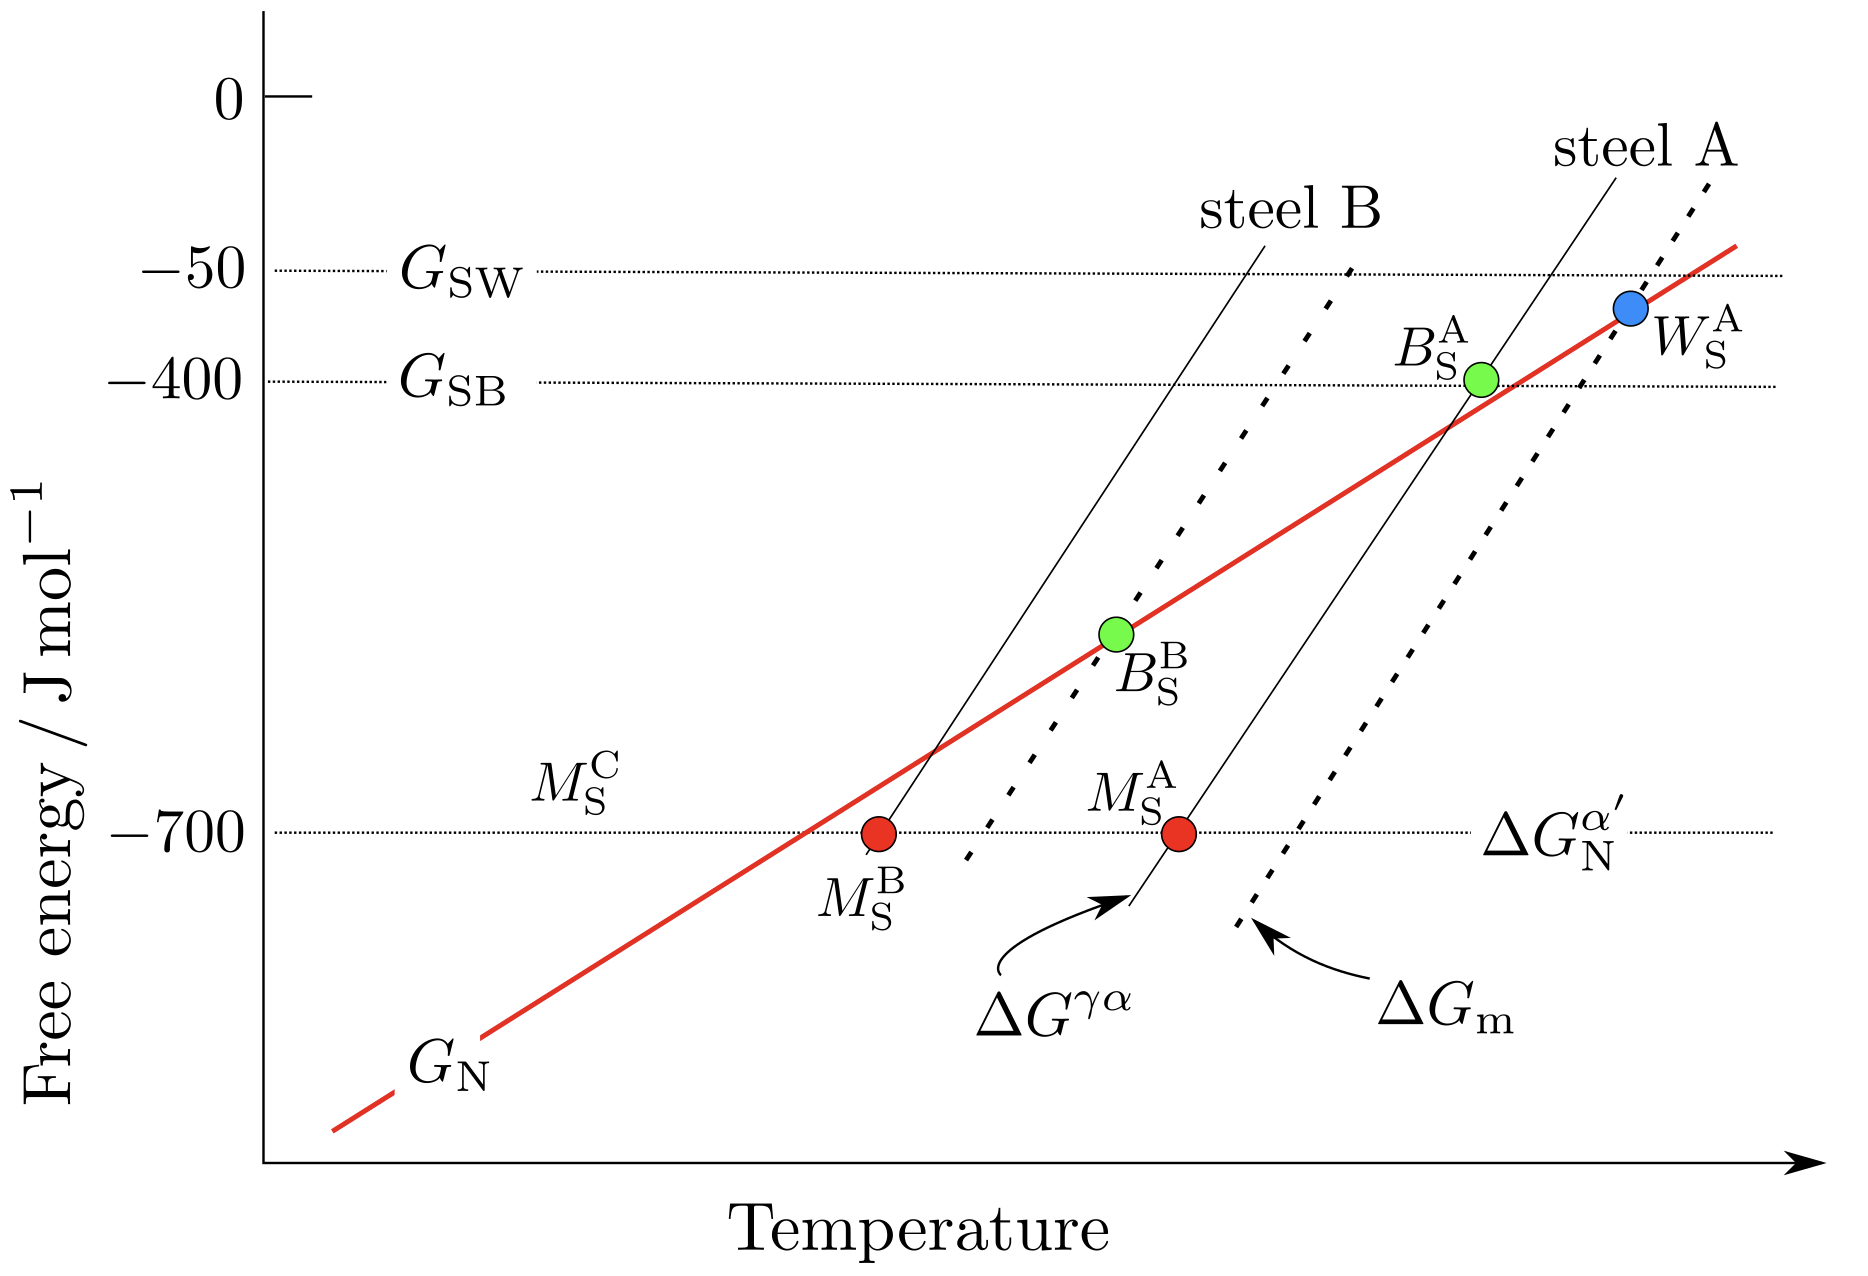 0
steel A
steel B
−50
G_SW
B_S^A
W_S^A
−400
G_SB
B_S^B
M_S^C
M_S^A
−700
ΔG_N^α′
M_S^B
G_N
ΔG^γα
ΔG_m
Free energy / J mol^−1
Temperature